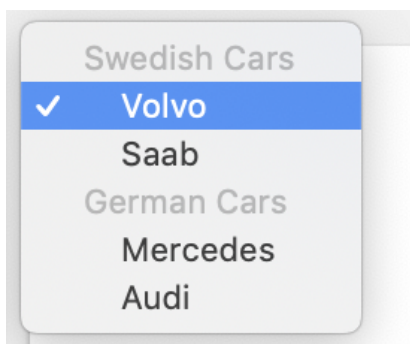 Swedish Cars
✓ Volvo
Saab
German Cars
Mercedes
Audi